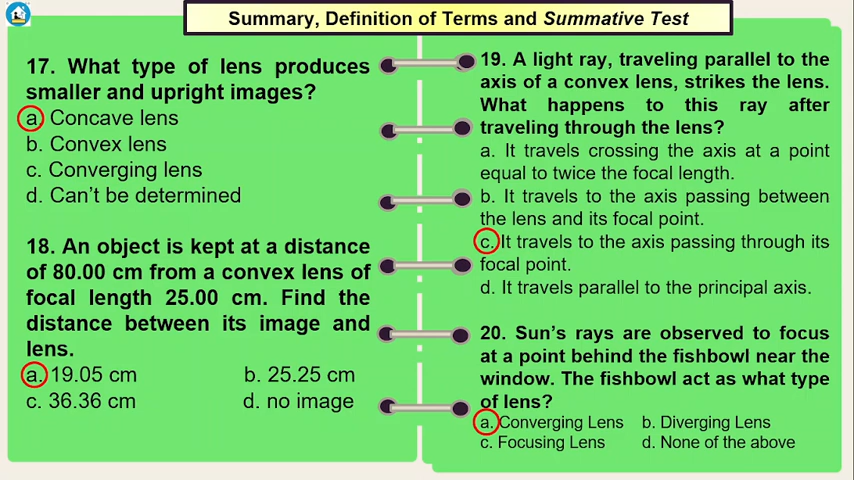 Summary, Definition of Terms and Summative Test
17. What type of lens produces
smaller and upright images?
a. Concave lens
b. Convex lens
c. Converging lens
d. Can't be determined
18. An object is kept at a distance
of 80.00 cm from a convex lens of
focal length 25.00 cm. Find the
distance between its image and
lens.
a. 19.05 cm b. 25.25 cm
c. 36.36 cm d. no image
19. A light ray, traveling parallel to the
axis of a convex lens, strikes the lens.
What happens to this ray after
traveling through the lens?
a. It travels crossing the axis at a point
equal to twice the focal length.
b. It travels to the axis passing between
the lens and its focal point.
c. It travels to the axis passing through its
focal point.
d. It travels parallel to the principal axis.
20. Sun's rays are observed to focus
at a point behind the fishbowl near the
window. The fishbowl act as what type
of lens?
a. Converging Lens b. Diverging Lens
c. Focusing Lens d. None of the above